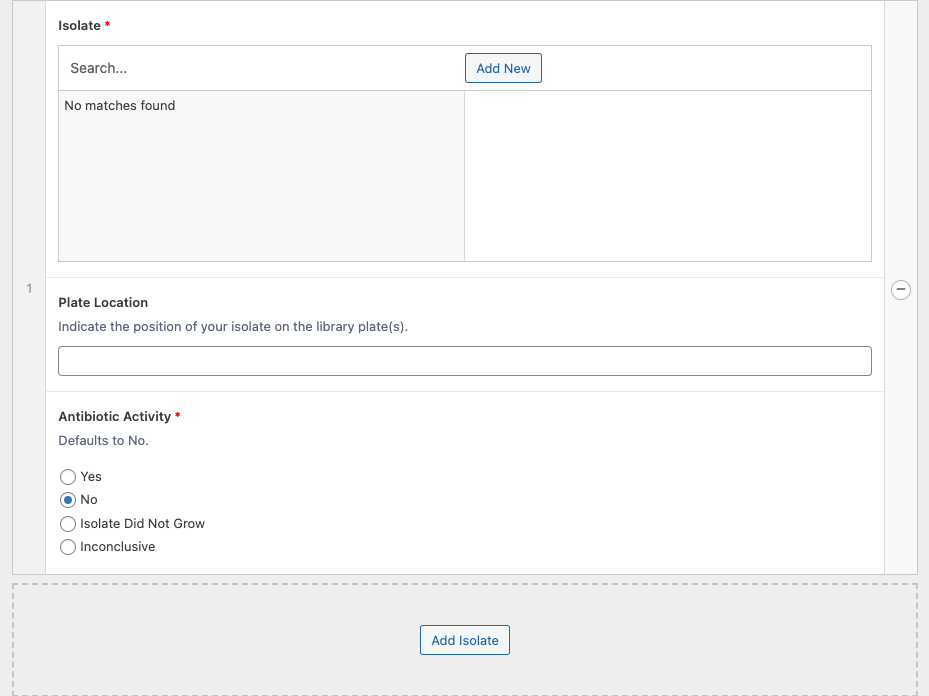 Isolate *
Search...
Add New
No matches found
1
Plate Location
Indicate the position of your isolate on the library plate(s).
Antibiotic Activity *
Defaults to No.
Yes
No
Isolate Did Not Grow
Inconclusive
Add Isolate